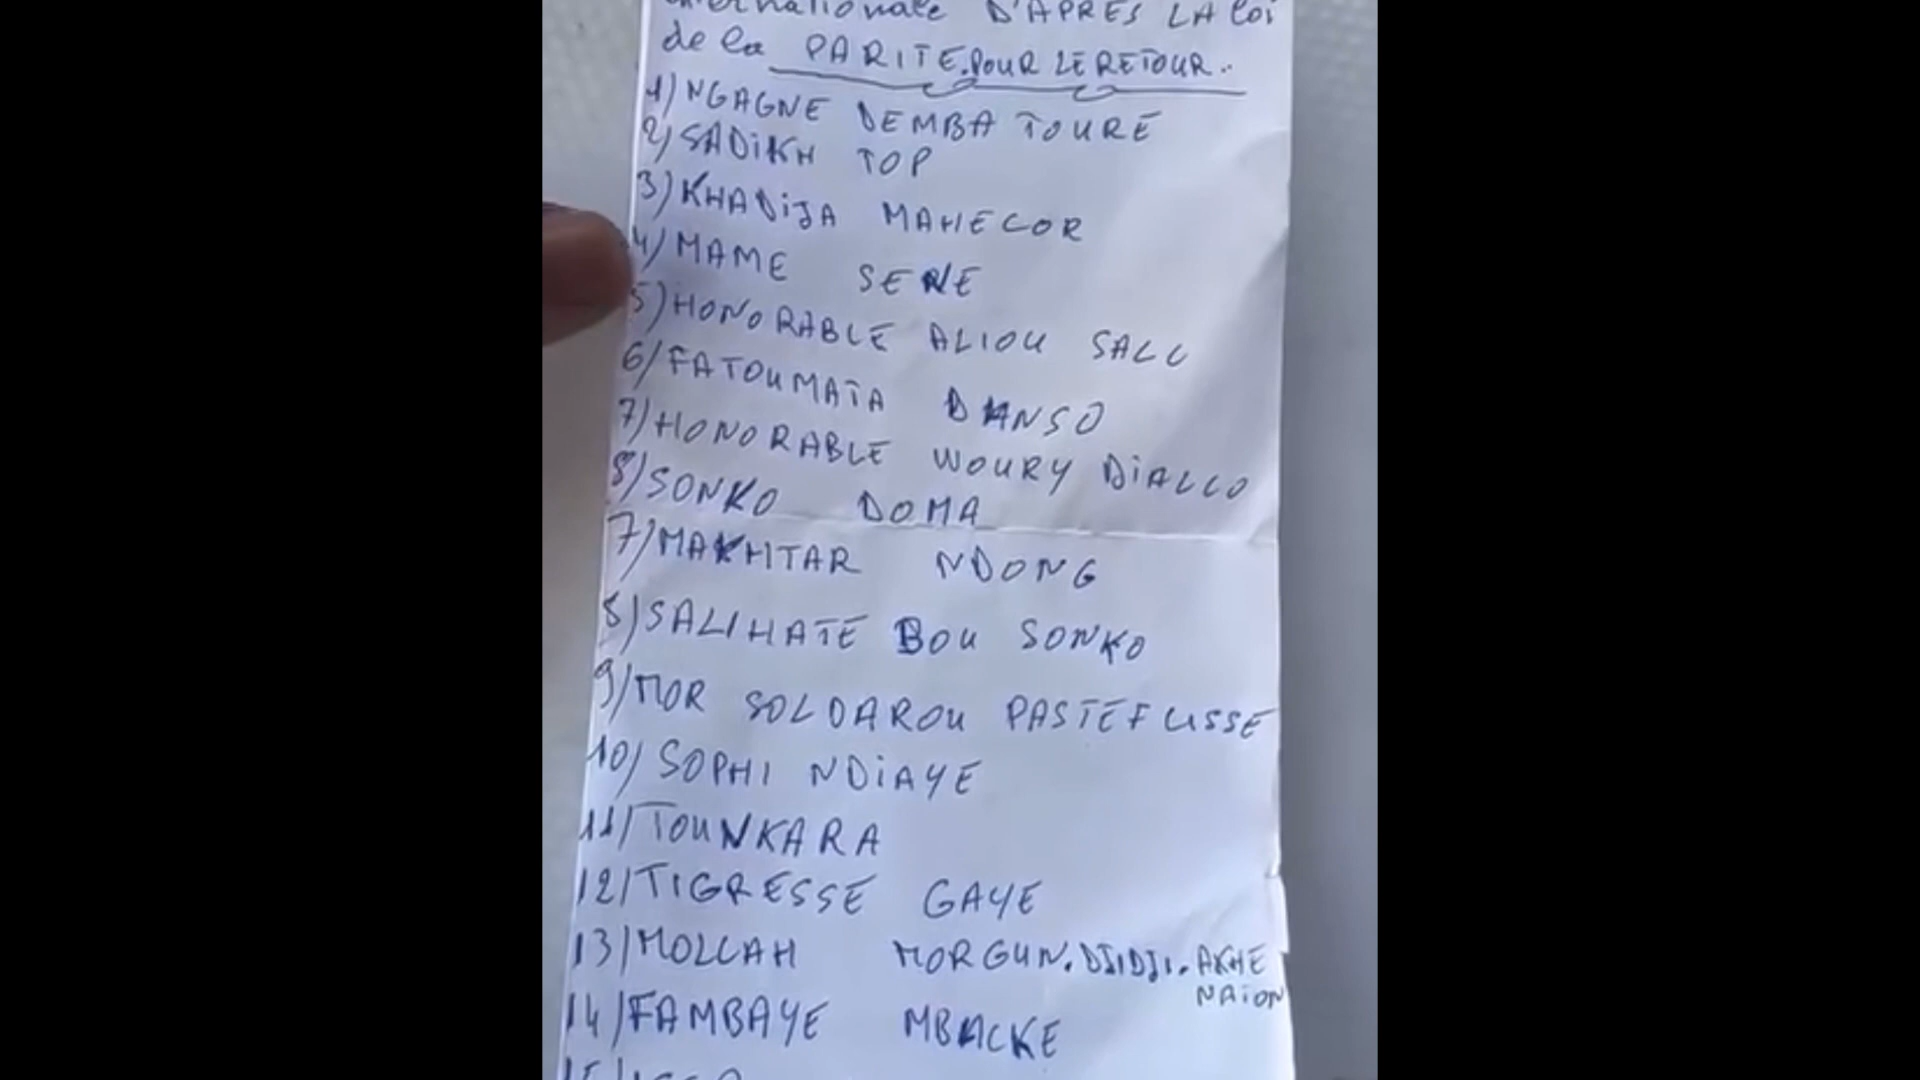 internationale D'APRES LA loi
de la PARITE.POUR LE RETOUR..
1) NGAGNE DEMBA TOURE
2) SADIKH TOP
3) KHADIJA MAHECOR
4) MAME SENE
5) HONORABLE ALIOU SALL
6) FATOUMATA DANSO
7) HONORABLE WOURY DIALLO
8) SONKO DOMA
7) MAKHTAR NDONG
8) SALIHATE BOU SONKO
9) MOR SOLDAROU PASTEF LISSE
10) SOPHI NDIAYE
11) TOUNKARA
12) TIGRESSE GAYE
13) MOLLAH MORGUN.DJIDJI.AKHE
NAION
14) FAMBAYE MBACKE